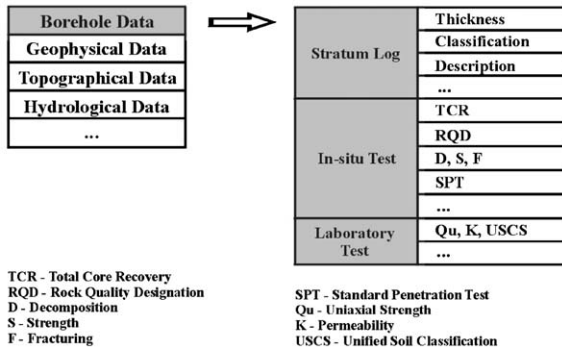 Borehole Data
Geophysical Data
Topographical Data
Hydrological Data
...
Stratum Log
Thickness
Classification
Description
...
In-situ Test
TCR
RQD
D, S, F
SPT
...
Laboratory
Test
Qu, K, USCS
...
TCR - Total Core Recovery
RQD - Rock Quality Designation
D - Decomposition
S - Strength
F - Fracturing
SPT - Standard Penetration Test
Qu - Uniaxial Strength
K - Permeability
USCS - Unified Soil Classification